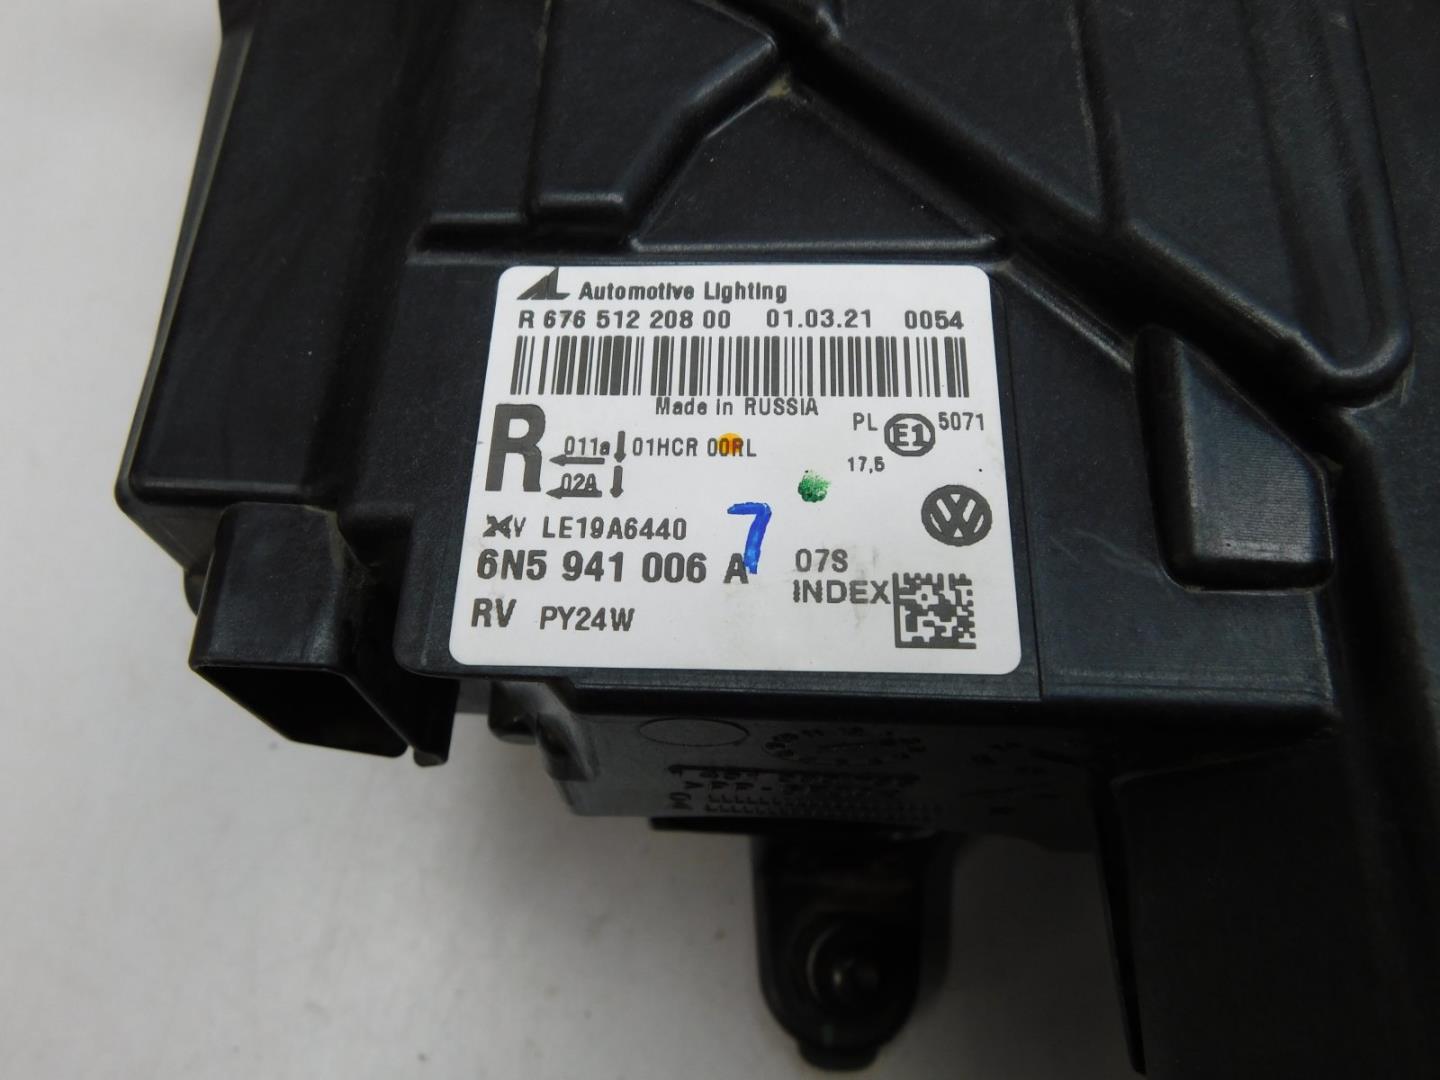 AL Automotive Lighting
R 676 512 208 00 01.03.21 0054
Made in RUSSIA
R 011a 01HCR 00RL PL E1 5071
02A 17,5
LE19A6440 7
6N5 941 006 A 07S
INDEX
RV PY24W